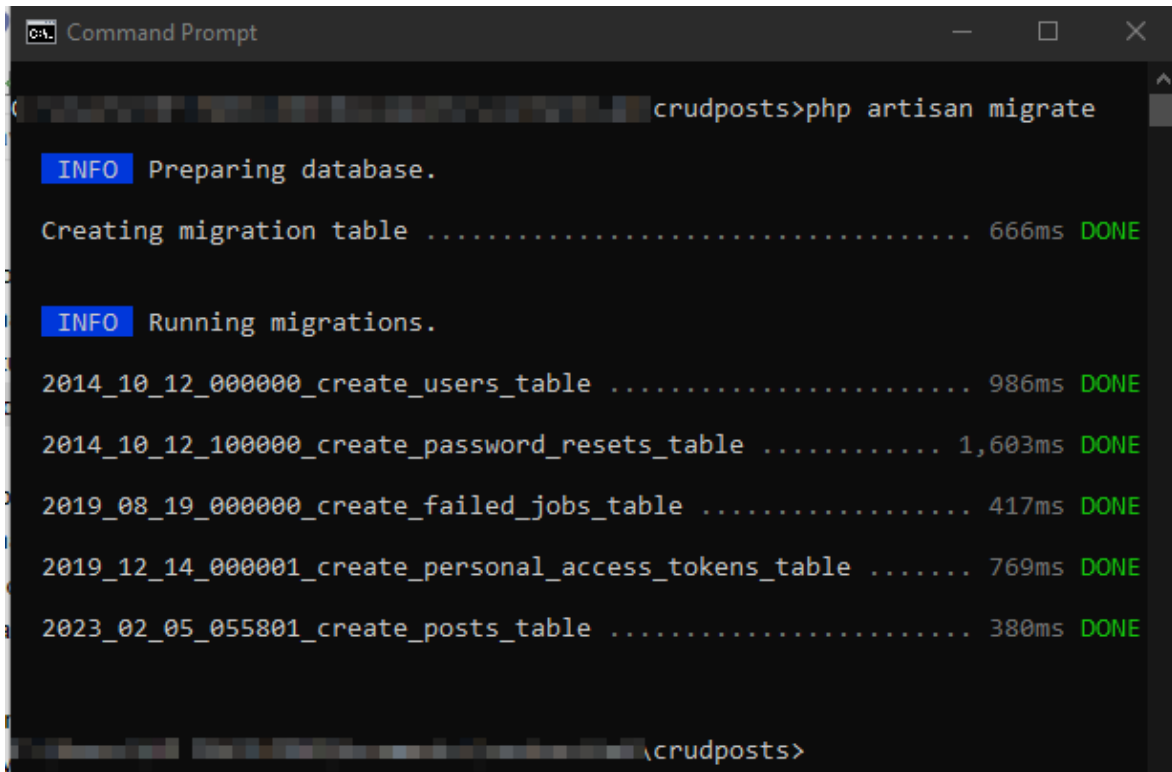 Command Prompt
crudposts>php artisan migrate
INFO Preparing database.
Creating migration table .................................... 666ms DONE
INFO Running migrations.
2014_10_12_000000_create_users_table ........................ 986ms DONE
2014_10_12_100000_create_password_resets_table ............ 1,603ms DONE
2019_08_19_000000_create_failed_jobs_table .................. 417ms DONE
2019_12_14_000001_create_personal_access_tokens_table ....... 769ms DONE
2023_02_05_055801_create_posts_table ........................ 380ms DONE
\crudposts>